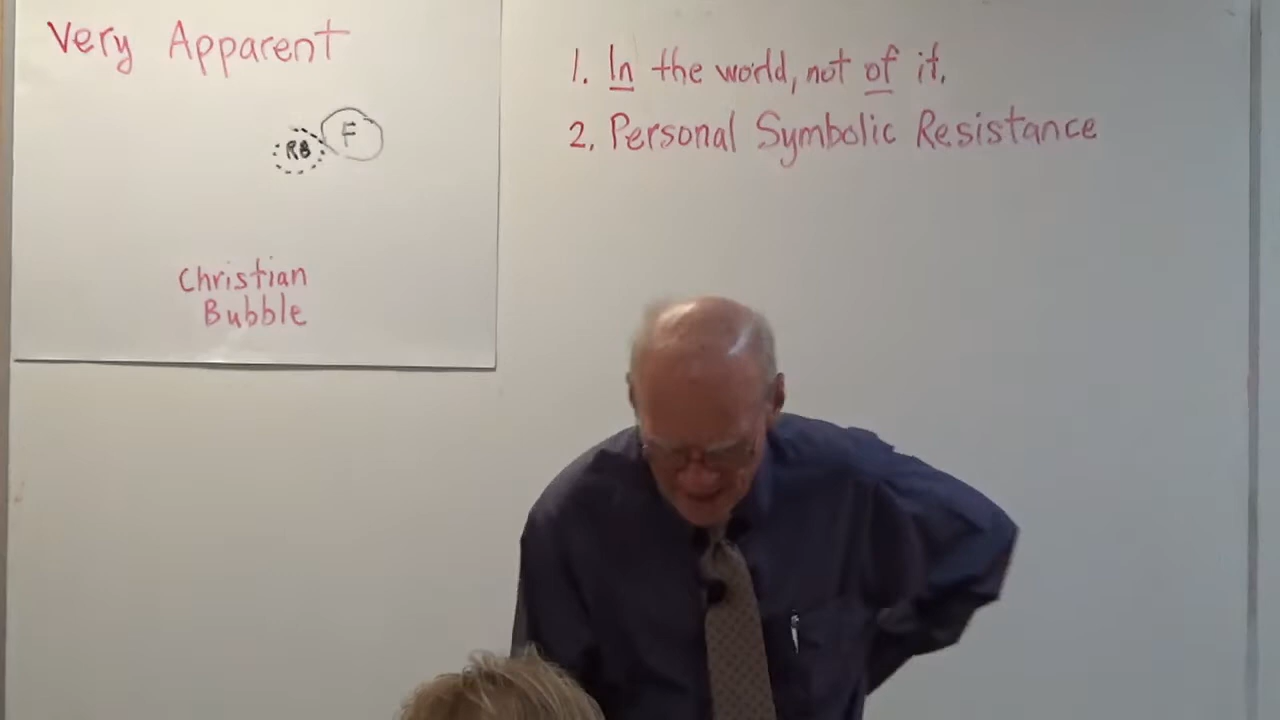 Very Apparent
RB F
Christian
Bubble
1. In the world, not of it.
2. Personal Symbolic Resistance